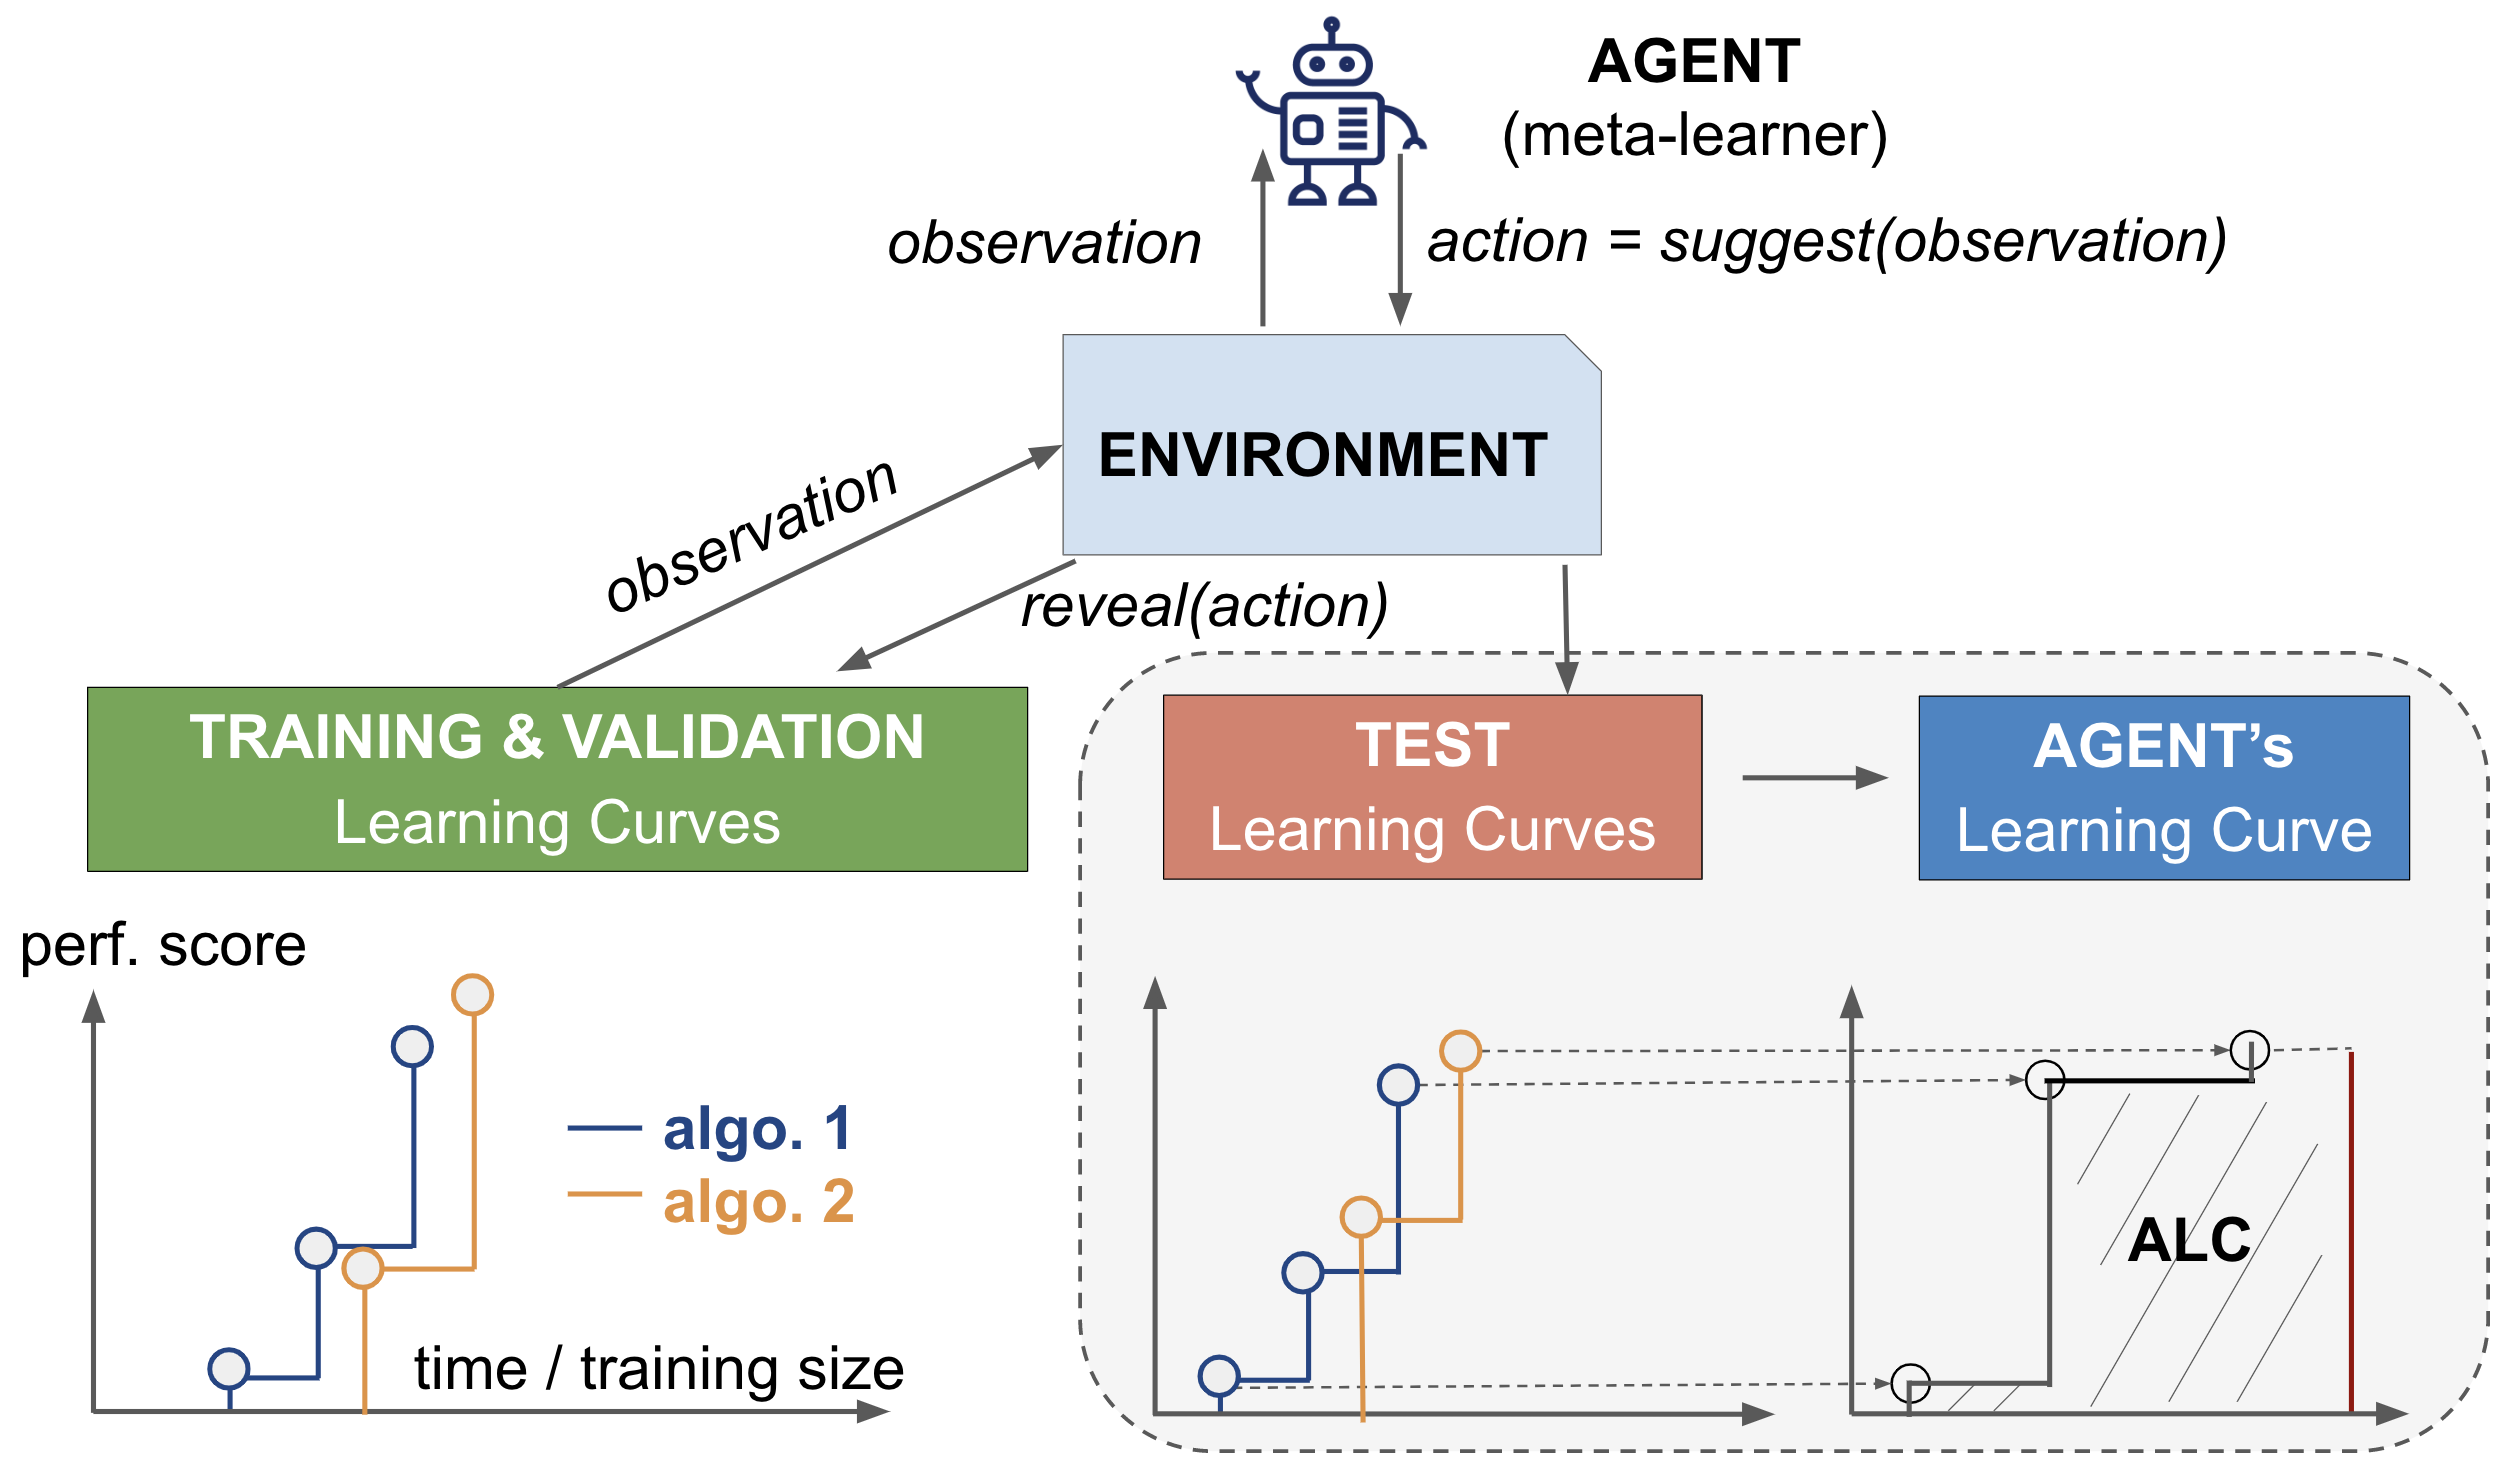 AGENT
(meta-learner)
observation
action = suggest(observation)
ENVIRONMENT
observation
reveal(action)
TRAINING & VALIDATION
Learning Curves
TEST
Learning Curves
AGENT’s
Learning Curve
perf. score
algo. 1
algo. 2
time / training size
ALC